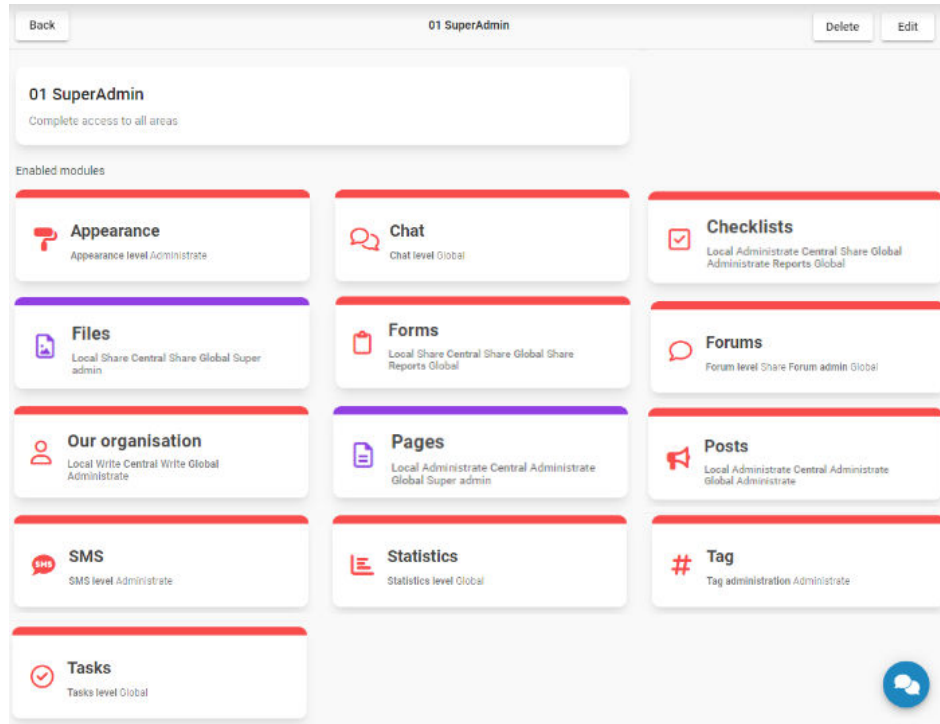 Back
01 SuperAdmin
Delete
Edit
01 SuperAdmin
Complete access to all areas
Enabled modules
Appearance
Appearance level Administrate
Chat
Chat level Global
Checklists
Local Administrate Central Share Global
Administrate Reports Global
Files
Local Share Central Share Global Super
admin
Forms
Local Share Central Share Global Share
Reports Global
Forums
Forum level Share Forum admin Global
Our organisation
Local Write Central Write Global
Administrate
Pages
Local Administrate Central Administrate
Global Super admin
Posts
Local Administrate Central Administrate
Global Administrate
SMS
SMS
SMS level Administrate
Statistics
Statistics level Global
#
Tag
Tag administration Administrate
Tasks
Tasks level Global